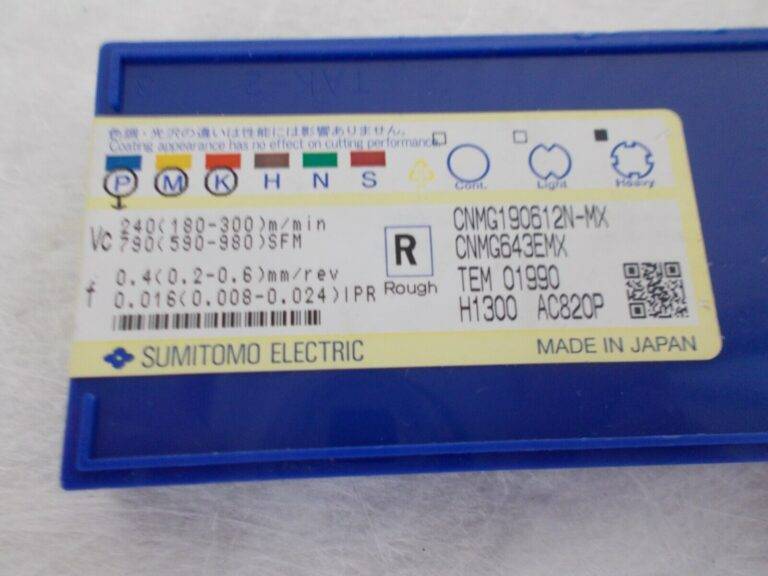 色調・光沢の違いは性能には影響ありません。
Coating appearance has no effect on cutting performance.
P M K H N S
Cont. Light Heavy
Vc 240(180-300)m/min
790(590-980)SFM
f 0.4(0.2-0.6)mm/rev
0.016(0.008-0.024)IPR
R
Rough
CNMG190612N-MX
CNMG643EMX
TEM 01990
H1300 AC820P
SUMITOMO ELECTRIC
MADE IN JAPAN